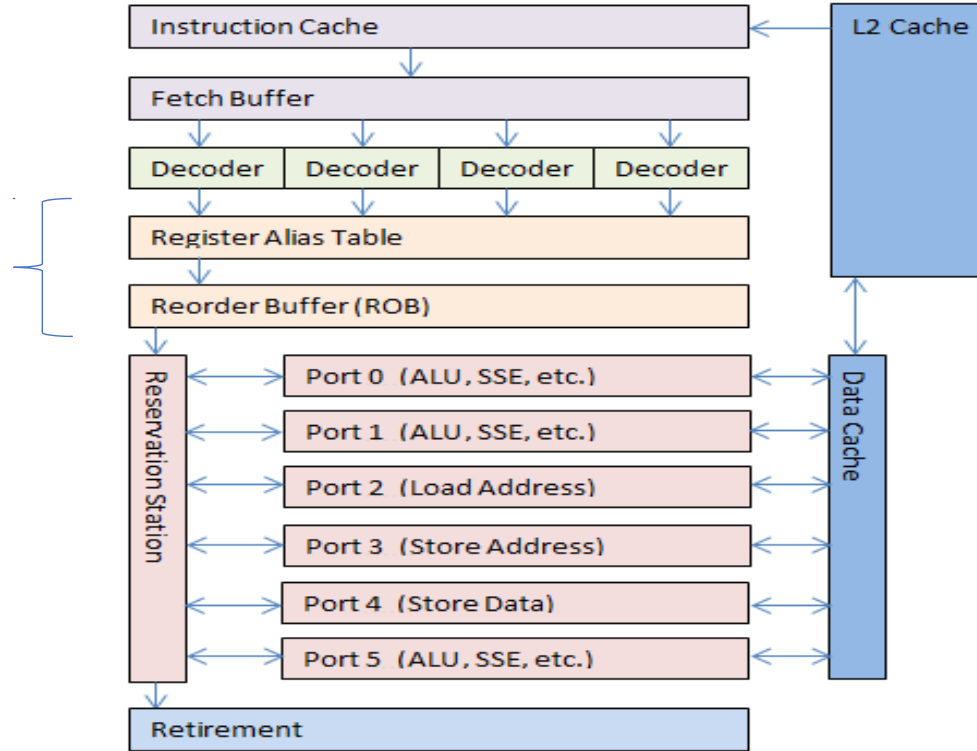 Instruction Cache
L2 Cache
Fetch Buffer
Decoder
Decoder
Decoder
Decoder
Register Alias Table
Reorder Buffer (ROB)
Reservation Station
Port 0 (ALU, SSE, etc.)
Port 1 (ALU, SSE, etc.)
Port 2 (Load Address)
Port 3 (Store Address)
Port 4 (Store Data)
Port 5 (ALU, SSE, etc.)
Data Cache
Retirement